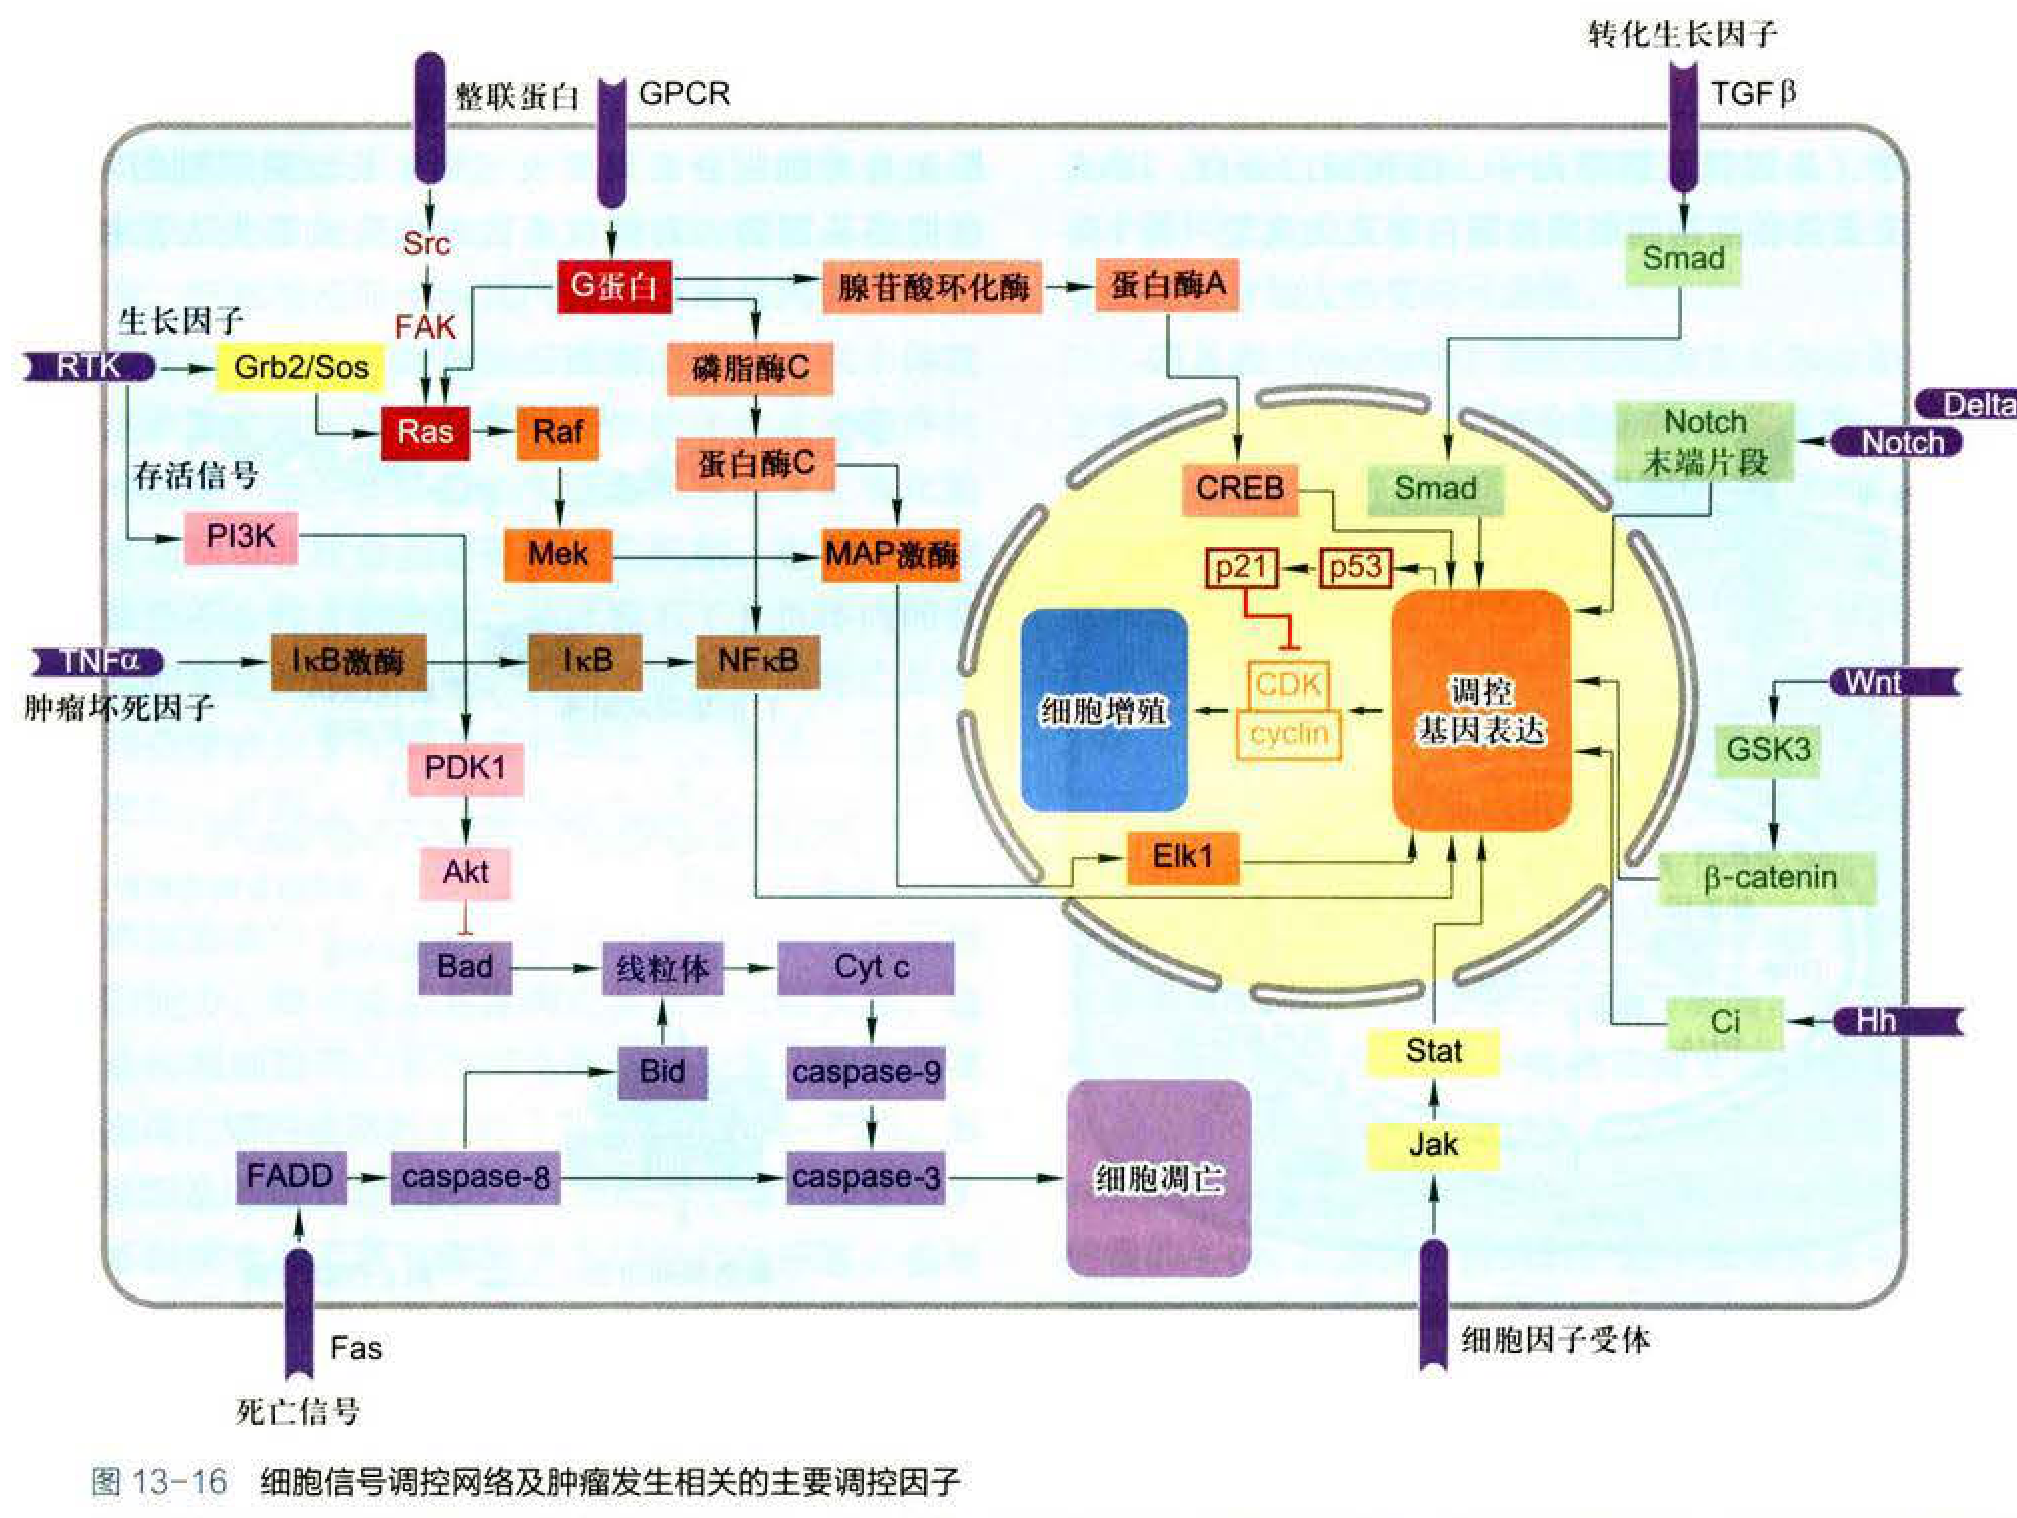 转化生长因子
整联蛋白
GPCR
TGFβ
Src
Smad
G蛋白
腺苷酸环化酶
蛋白酶A
生长因子
FAK
RTK
Grb2/Sos
磷脂酶C
Delta
Ras
Raf
Notch
末端片段
Notch
蛋白酶C
存活信号
CREB
Smad
PI3K
Mek
MAP激酶
p21
p53
TNFα
IκB激酶
IκB
NFκB
肿瘤坏死因子
细胞增殖
CDK
cyclin
调控
基因表达
Wnt
GSK3
PDK1
Akt
Elk1
β-catenin
Bad
线粒体
Cyt c
Ci
Hh
Bid
caspase-9
Stat
Jak
FADD
caspase-8
caspase-3
细胞凋亡
Fas
细胞因子受体
死亡信号
图 13-16 细胞信号调控网络及肿瘤发生相关的主要调控因子